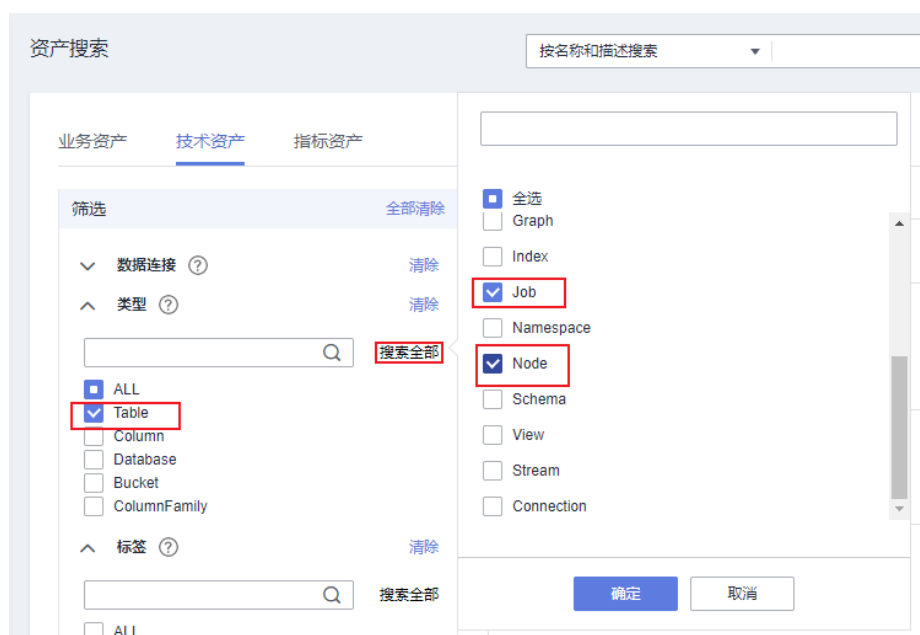 资产搜索
按名称和描述搜索
业务资产 技术资产 指标资产
筛选 全部清除
数据连接 ? 清除
类型 ? 清除
搜索全部
ALL
Table
Column
Database
Bucket
ColumnFamily
标签 ? 清除
搜索全部
ALL
全选
Graph
Index
Job
Namespace
Node
Schema
View
Stream
Connection
确定 取消